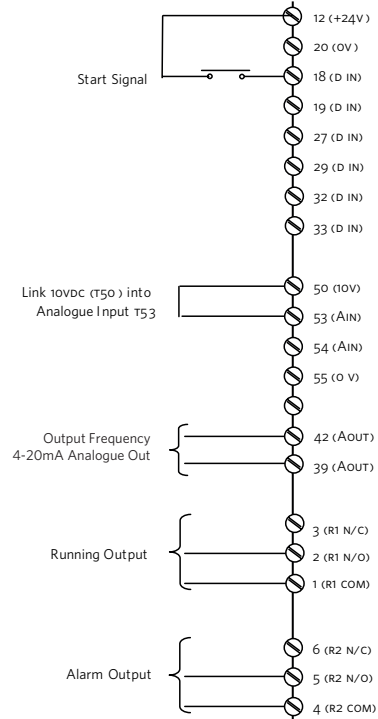 12 (+24V)
20 (0V)
Start Signal
18 (D IN)
19 (D IN)
27 (D IN)
29 (D IN)
32 (D IN)
33 (D IN)
Link 10VDC (T50 ) into
Analogue Input T53
50 (10V)
53 (AIN)
54 (AIN)
55 (0 V)
Output Frequency
4-20mA Analogue Out
42 (AOUT)
39 (AOUT)
Running Output
3 (R1 N/C)
2 (R1 N/O)
1 (R1 COM)
Alarm Output
6 (R2 N/C)
5 (R2 N/O)
4 (R2 COM)